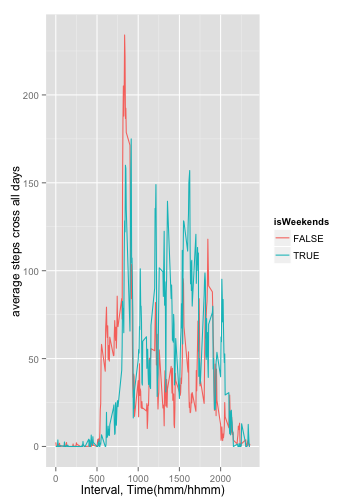 average steps cross all days
200
150
100
50
0
0
500
1000
1500
2000
Interval, Time(hmm/hhmm)
isWeekends
FALSE
TRUE